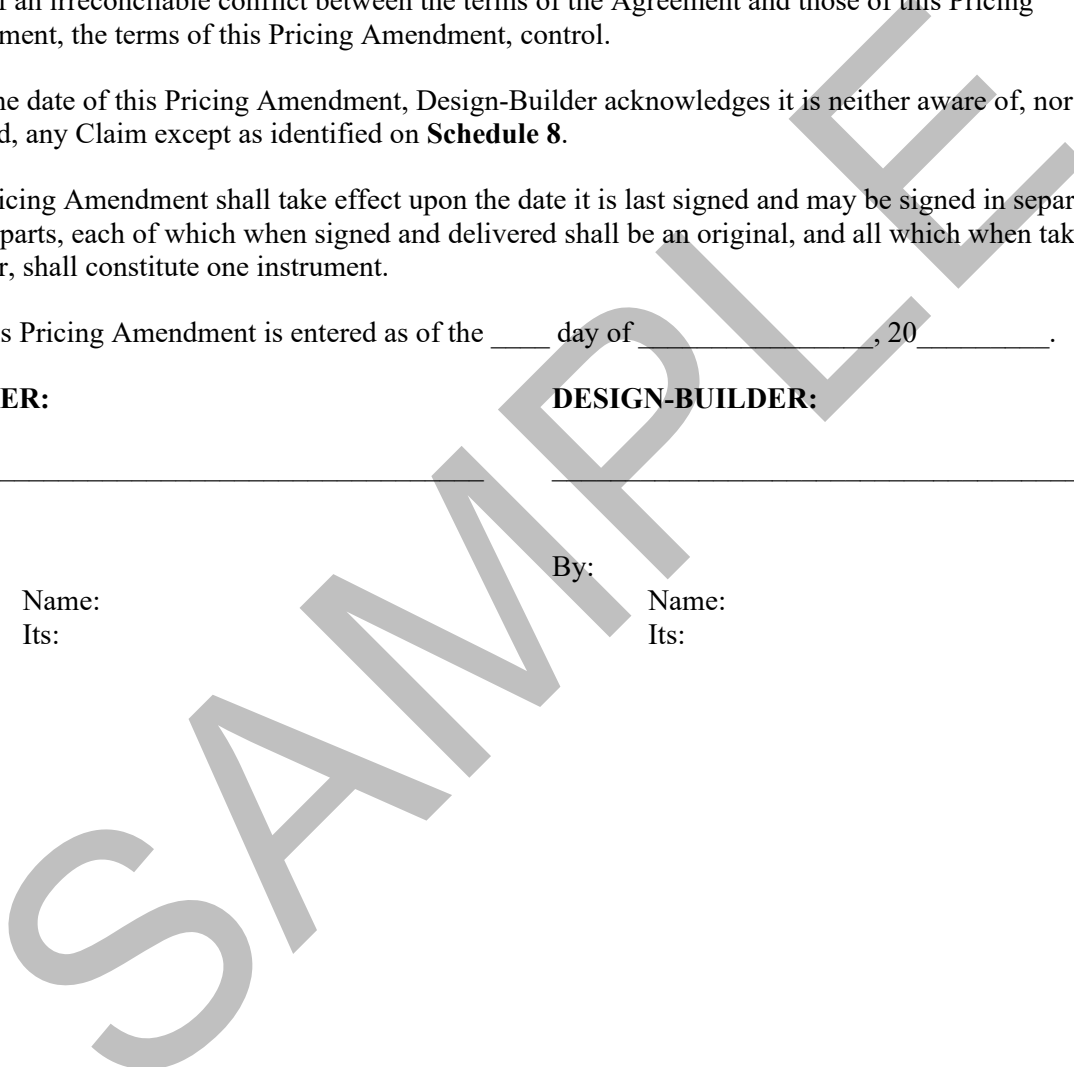 an irreconcilable conflict between the terms of the Agreement and those of this Pricing
ment, the terms of this Pricing Amendment, control.
he date of this Pricing Amendment, Design-Builder acknowledges it is neither aware of, nor
d, any Claim except as identified on Schedule 8.
icing Amendment shall take effect upon the date it is last signed and may be signed in separ
parts, each of which when signed and delivered shall be an original, and all which when tak
r, shall constitute one instrument.
s Pricing Amendment is entered as of the ____ day of ________________, 20_________.
ER: DESIGN-BUILDER:
By:
Name: Name:
Its: Its:
SAMPLE